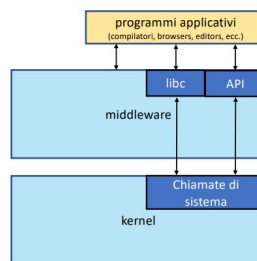 programmi applicativi
(compilatori, browsers, editors, ecc.)
libc
API
middleware
Chiamate di
sistema
kernel